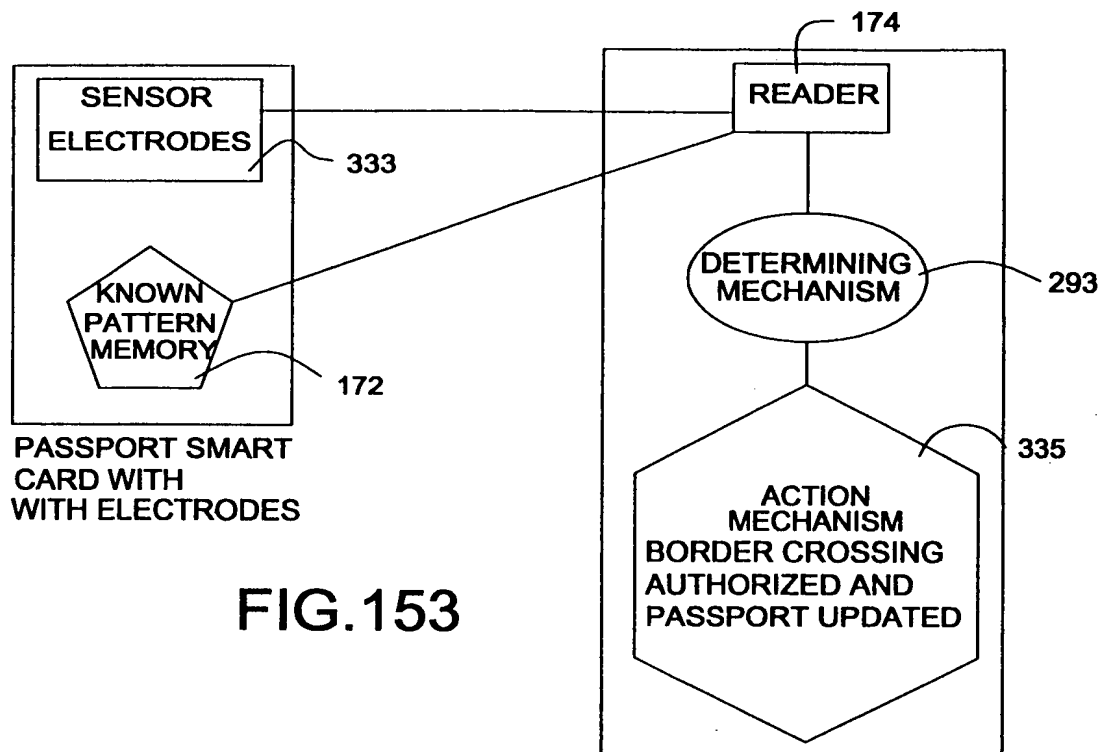 174
SENSOR
ELECTRODES
333
READER
KNOWN
PATTERN
MEMORY
172
DETERMINING
MECHANISM
293
PASSPORT SMART
CARD WITH
WITH ELECTRODES
335
ACTION
MECHANISM
BORDER CROSSING
AUTHORIZED AND
PASSPORT UPDATED
FIG.153